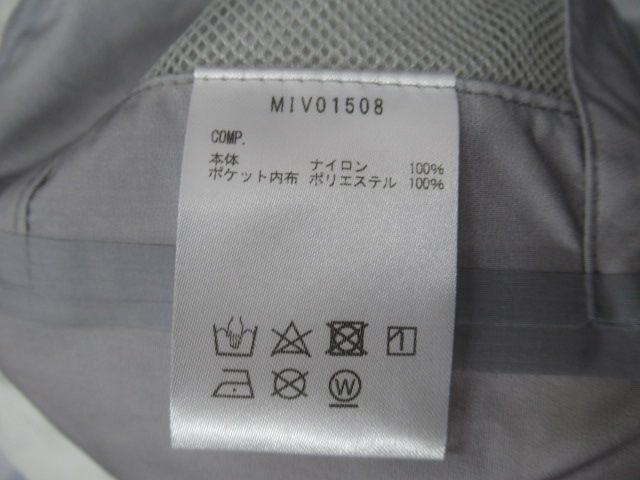 MIV01508
COMP.
本体 ナイロン 100%
ポケット内布 ポリエステル 100%
W